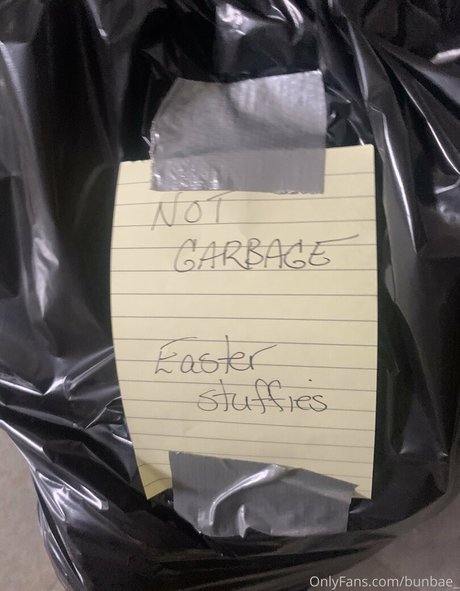 NOT
GARBAGE
Easter
stuffies
OnlyFans.com/bunbae_